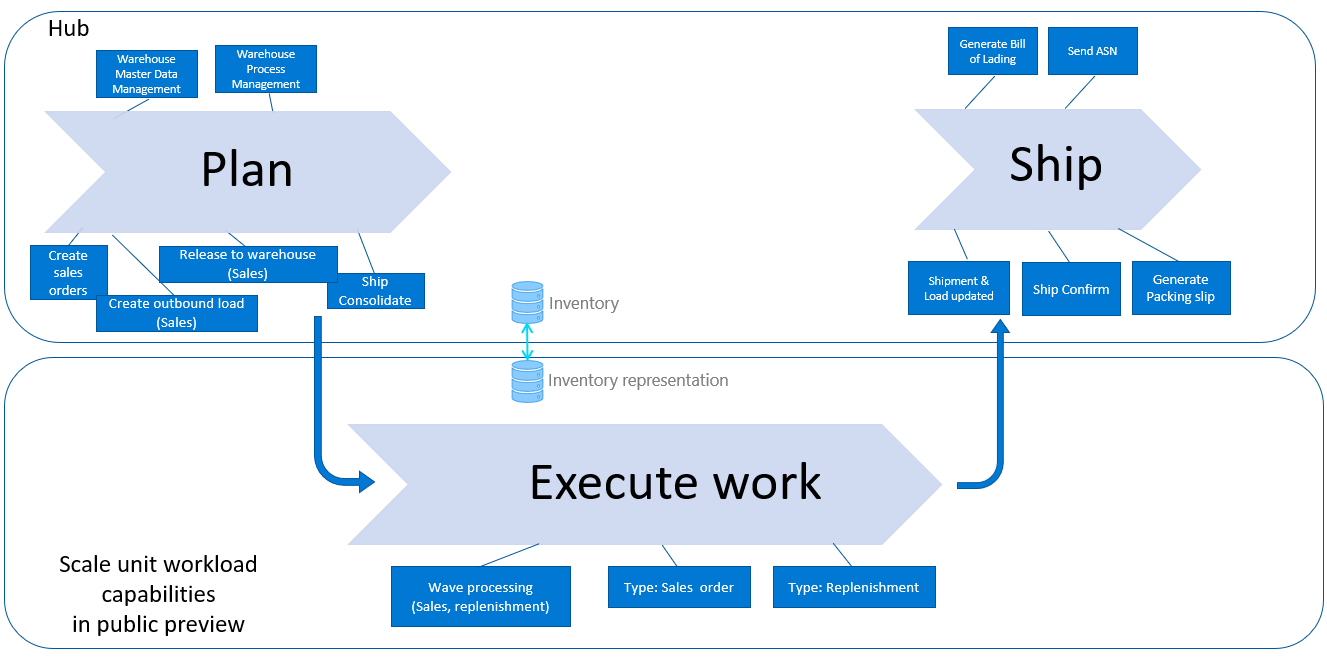 Hub
Warehouse
Master Data
Management
Warehouse
Process
Management
Generate Bill
of Lading
Send ASN
Plan
Ship
Create
sales
orders
Release to warehouse
(Sales)
Create outbound load
(Sales)
Ship
Consolidate
Shipment &
Load updated
Ship Confirm
Generate
Packing slip
Inventory
Inventory representation
Execute work
Scale unit workload
capabilities
in public preview
Wave processing
(Sales, replenishment)
Type: Sales order
Type: Replenishment